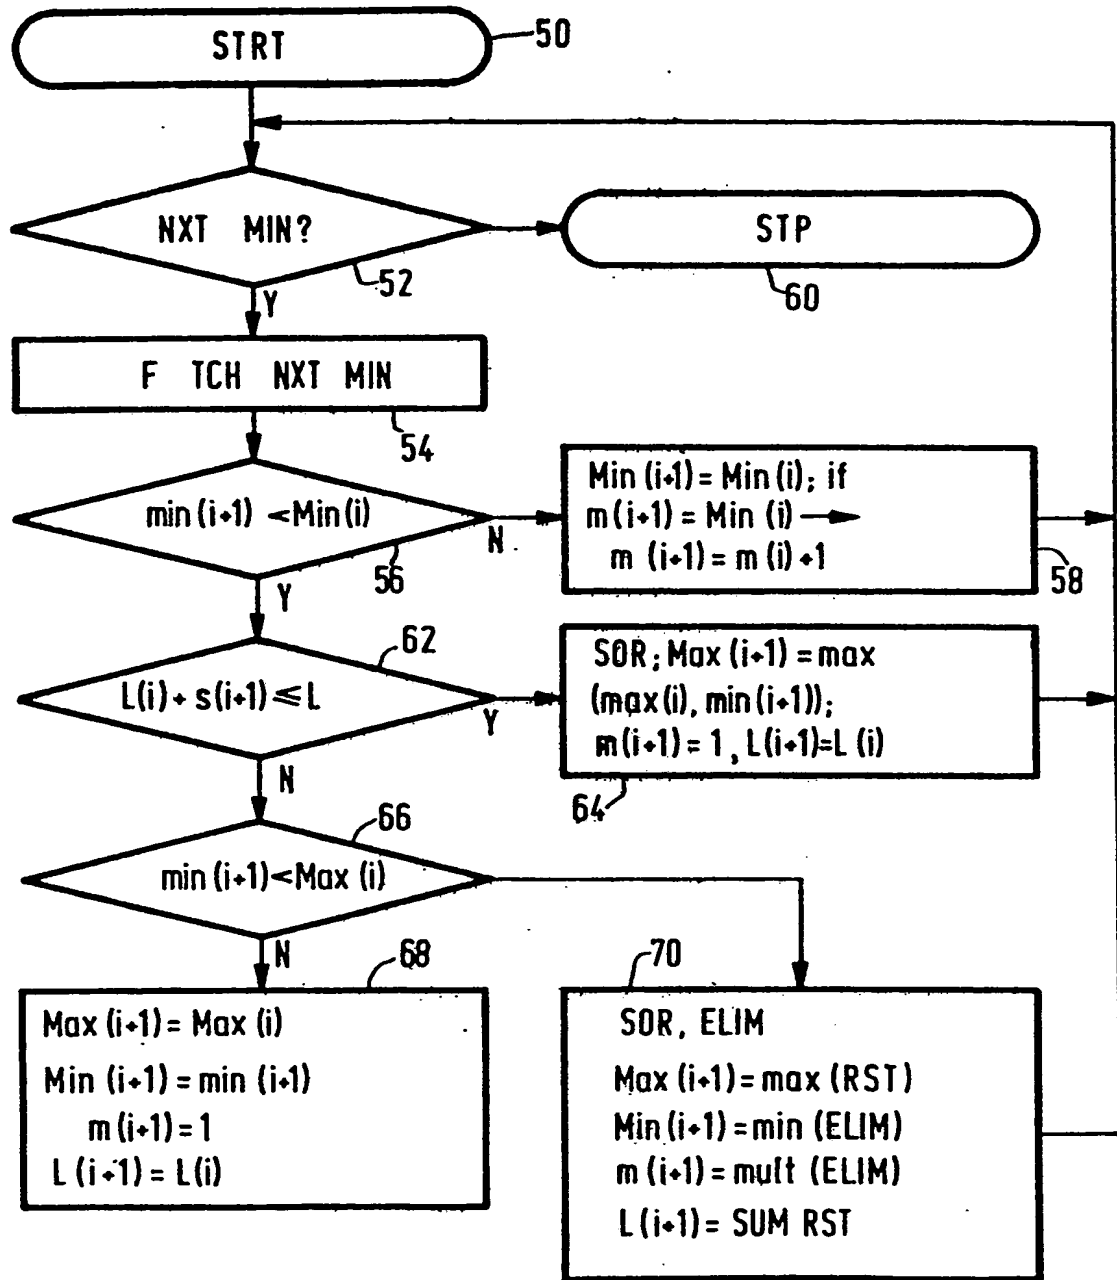 STRT
50
NXT MIN?
52
STP
60
Y
F TCH NXT MIN
54
min (i+1) <Min(i)
56
N
Min (i+1) = Min(i); if
m(i+1) = Min (i) →
m (i+1) = m(i)+1
58
Y
62
L(i) + s(i+1) ≤ L
Y
SOR; Max (i+1) = max
(max(i), min(i+1));
m(i+1) = 1, L(i+1)=L(i)
64
N
66
min (i+1)<Max (i)
N
68
Max (i+1) = Max (i)
Min (i+1) = min (i+1)
m(i+1) = 1
L (i+1) = L(i)
70
SOR, ELIM
Max (i+1) = max (RST)
Min (i+1) = min (ELIM)
m (i+1) = mult (ELIM)
L (i+1) = SUM RST